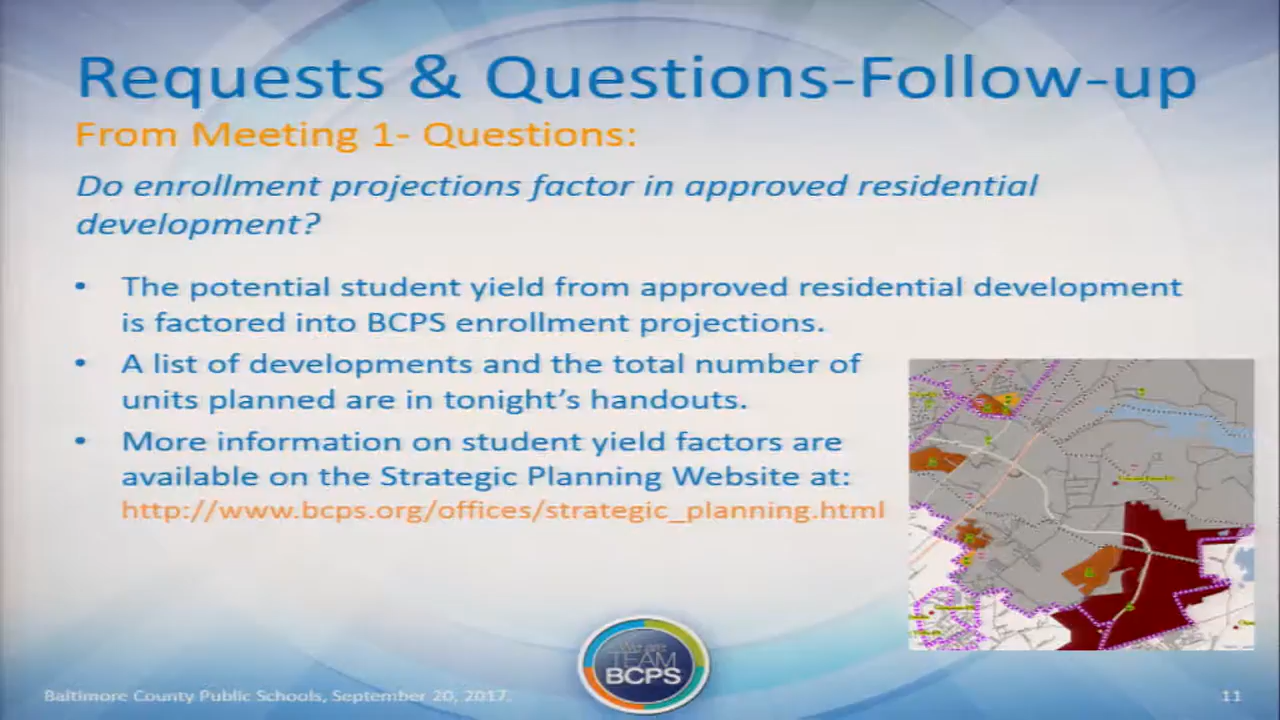 Requests & Questions-Follow-up
From Meeting 1- Questions:
Do enrollment projections factor in approved residential
development?
• The potential student yield from approved residential development
is factored into BCPS enrollment projections.
• A list of developments and the total number of
units planned are in tonight's handouts.
• More information on student yield factors are
available on the Strategic Planning Website at:
http://www.bcps.org/offices/strategic_planning.html
We are
TEAM
BCPS
Baltimore County Public Schools, September 20, 2017.
11